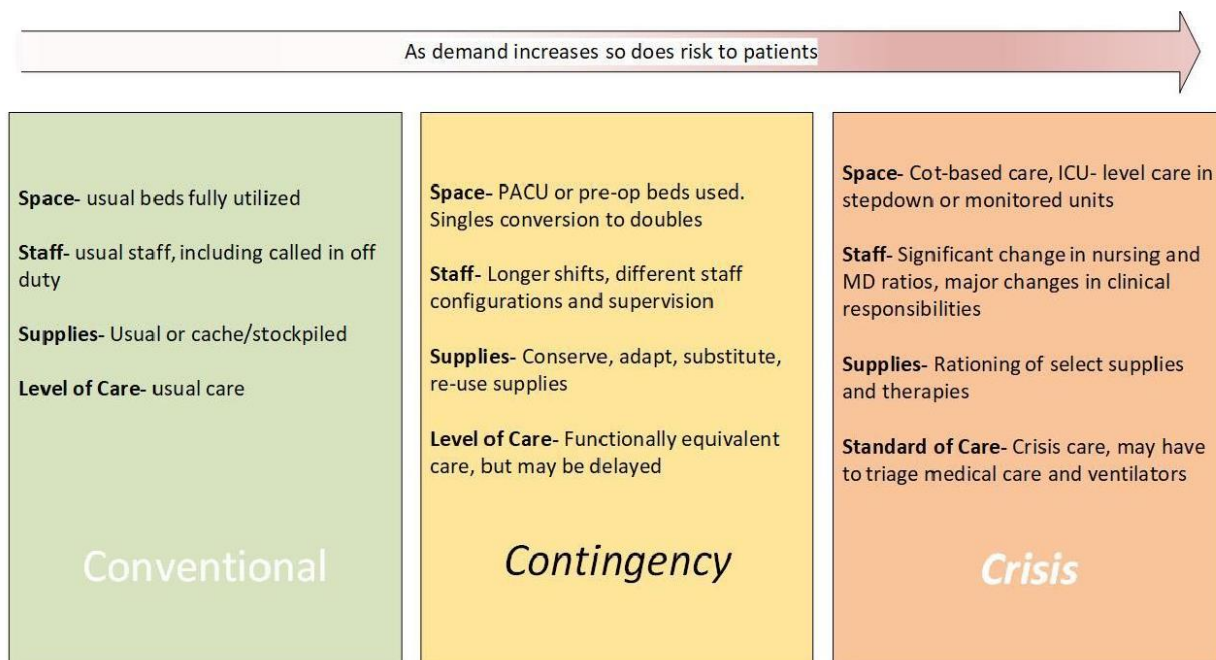 As demand increases so does risk to patients
Space- usual beds fully utilized
Staff- usual staff, including called in off
duty
Supplies- Usual or cache/stockpiled
Level of Care- usual care
Conventional
Space- PACU or pre-op beds used.
Singles conversion to doubles
Staff- Longer shifts, different staff
configurations and supervision
Supplies- Conserve, adapt, substitute,
re-use supplies
Level of Care- Functionally equivalent
care, but may be delayed
Contingency
Space- Cot-based care, ICU- level care in
stepdown or monitored units
Staff- Significant change in nursing and
MD ratios, major changes in clinical
responsibilities
Supplies- Rationing of select supplies
and therapies
Standard of Care- Crisis care, may have
to triage medical care and ventilators
Crisis